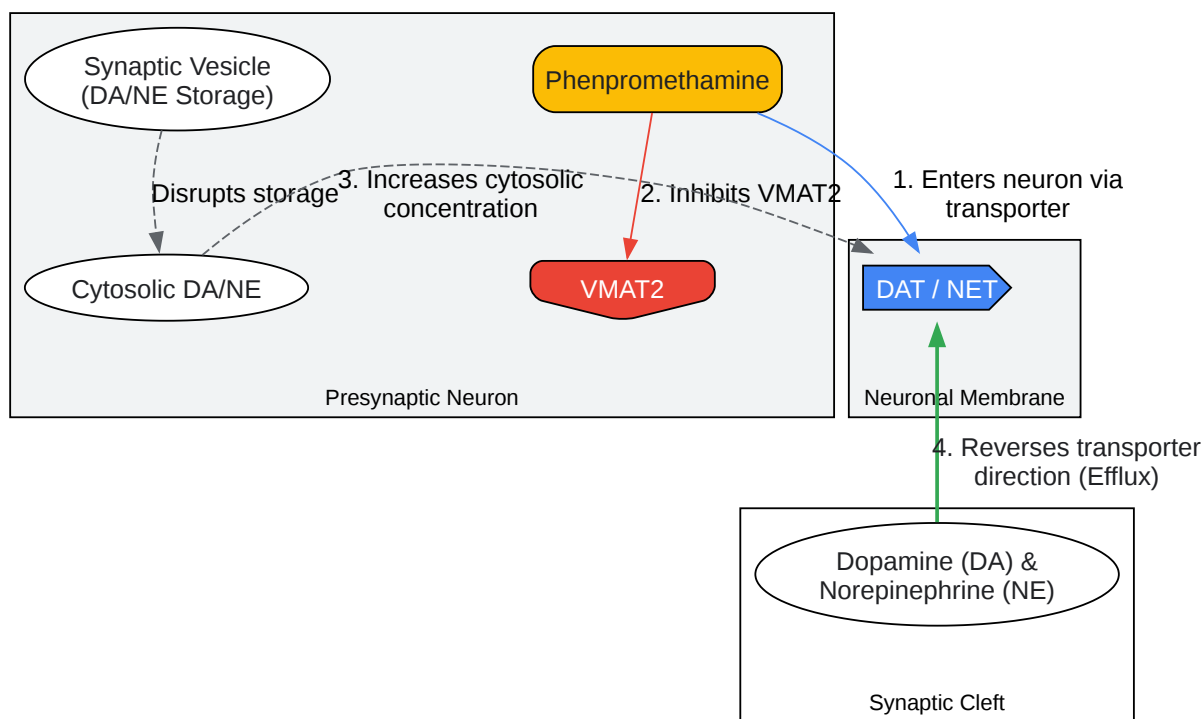 Synaptic Vesicle
(DA/NE Storage)
Phenpromethamine
Disrupts storage
3. Increases cytosolic
concentration
2. Inhibits VMAT2
1. Enters neuron via
transporter
Cytosolic DA/NE
VMAT2
DAT / NET
Presynaptic Neuron
Neuronal Membrane
4. Reverses transporter
direction (Efflux)
Dopamine (DA) &
Norepinephrine (NE)
Synaptic Cleft